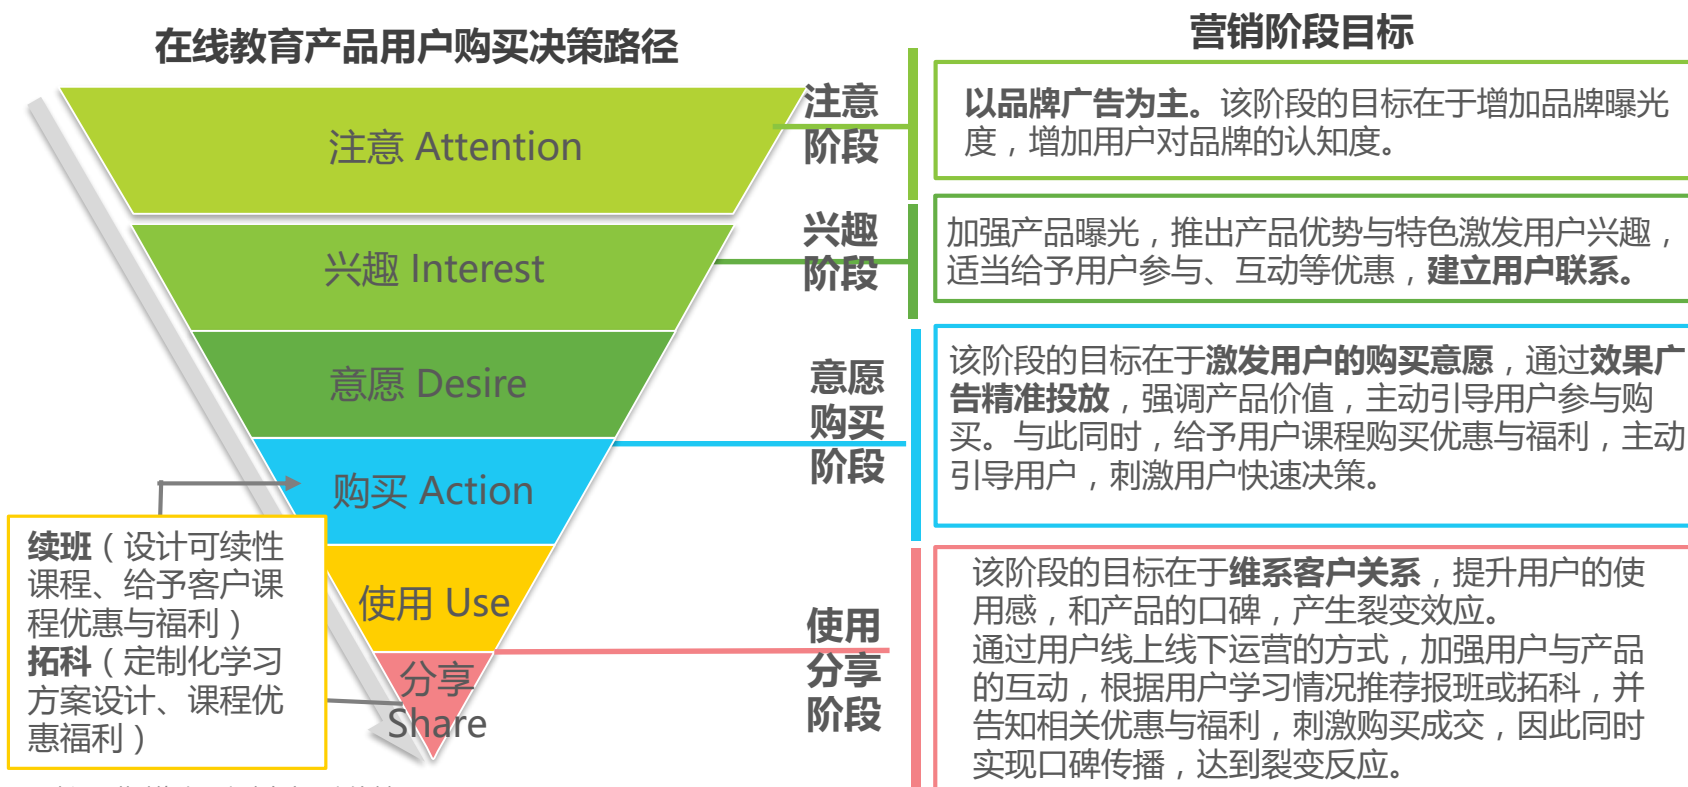 在线教育产品用户购买决策路径
注意 Attention
兴趣 Interest
意愿 Desire
购买 Action
使用 Use
分享
Share
续班（设计可续性
课程、给予客户课
程优惠与福利）
拓科（定制化学习
方案设计、课程优
惠福利）
营销阶段目标
注意
阶段
以品牌广告为主。该阶段的目标在于增加品牌曝光
度，增加用户对品牌的认知度。
兴趣
阶段
加强产品曝光，推出产品优势与特色激发用户兴趣，
适当给予用户参与、互动等优惠，建立用户联系。
意愿
购买
阶段
该阶段的目标在于激发用户的购买意愿，通过效果广
告精准投放，强调产品价值，主动引导用户参与购
买。与此同时，给予用户课程购买优惠与福利，主动
引导用户，刺激用户快速决策。
使用
分享
阶段
该阶段的目标在于维系客户关系，提升用户的使
用感，和产品的口碑，产生裂变效应。
通过用户线上线下运营的方式，加强用户与产品
的互动，根据用户学习情况推荐报班或拓科，并
告知相关优惠与福利，刺激购买成交，因此同时
实现口碑传播，达到裂变反应。